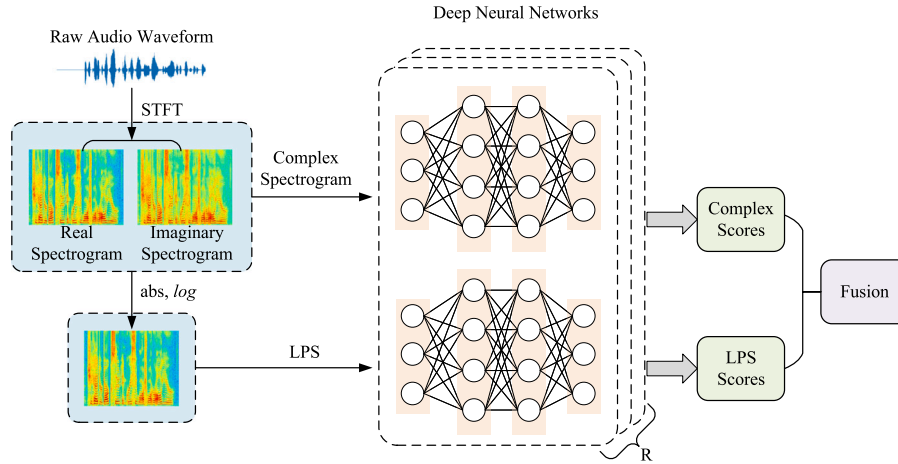 Deep Neural Networks
Raw Audio Waveform
STFT
Complex
Spectrogram
Real
Spectrogram
Imaginary
Spectrogram
abs, log
LPS
Complex
Scores
LPS
Scores
Fusion
R